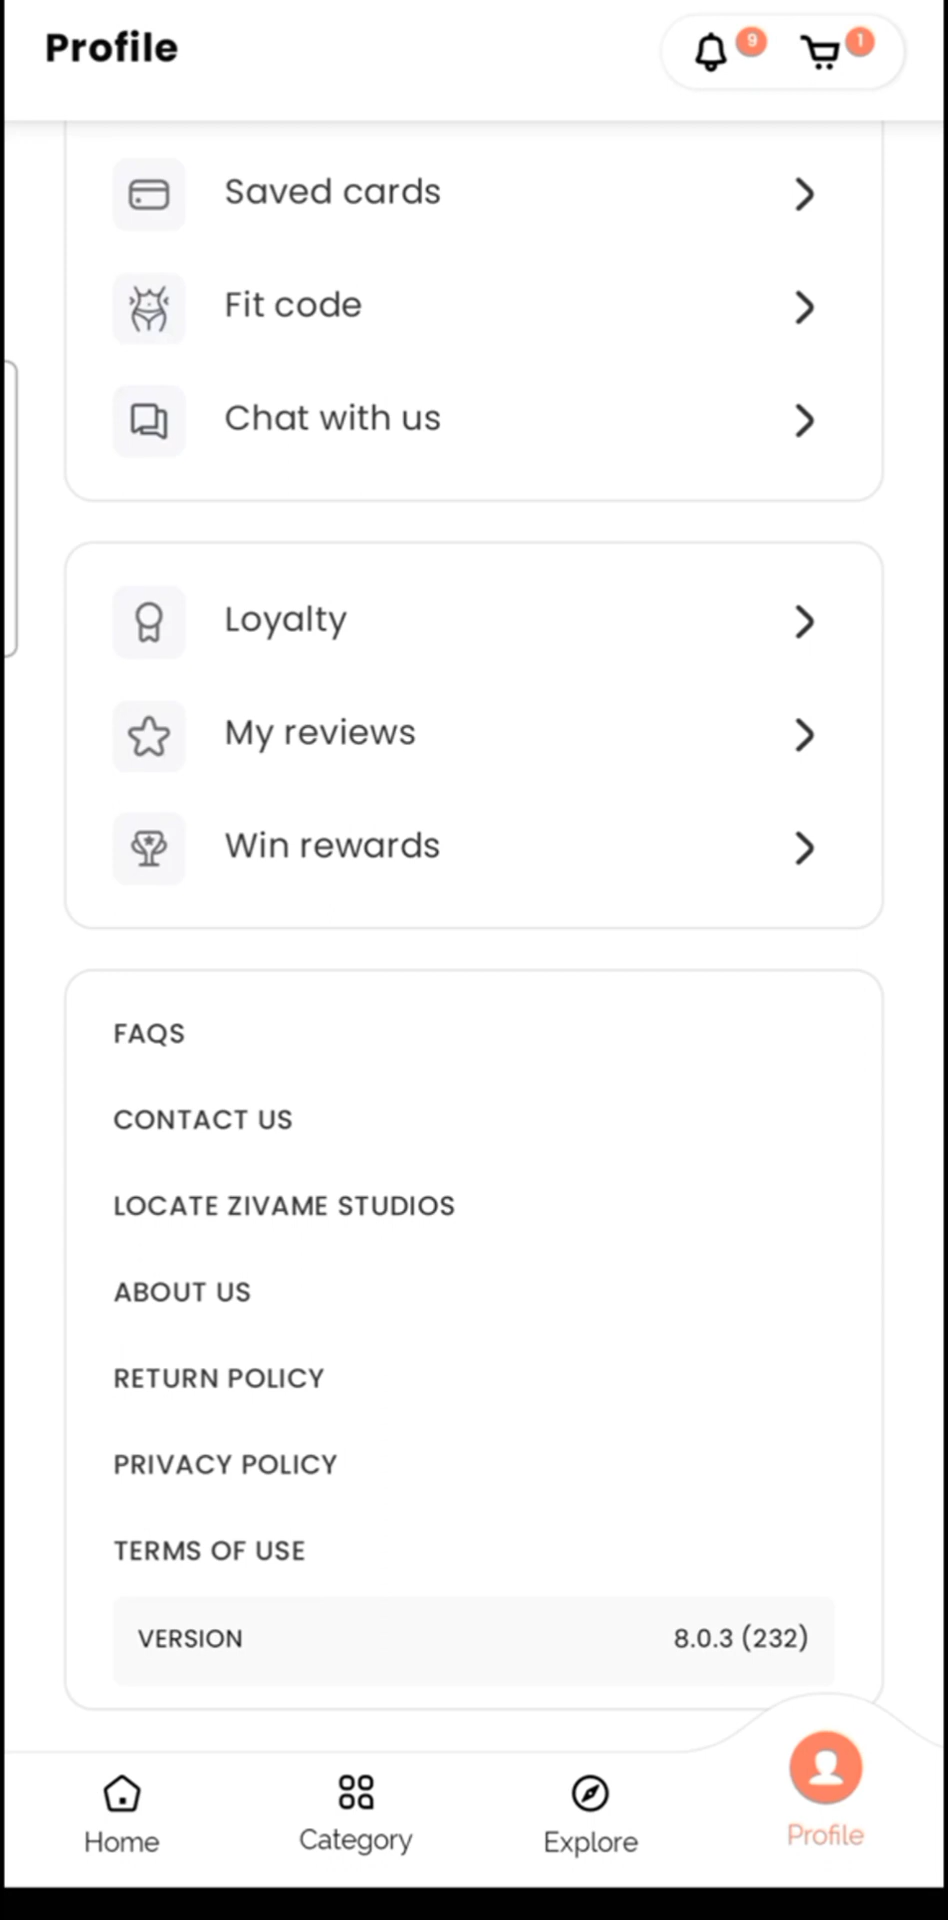 Profile
9
1
Saved cards
Fit code
Chat with us
Loyalty
My reviews
Win rewards
FAQS
CONTACT US
LOCATE ZIVAME STUDIOS
ABOUT US
RETURN POLICY
PRIVACY POLICY
TERMS OF USE
VERSION 8.0.3 (232)
Home Category Explore Profile